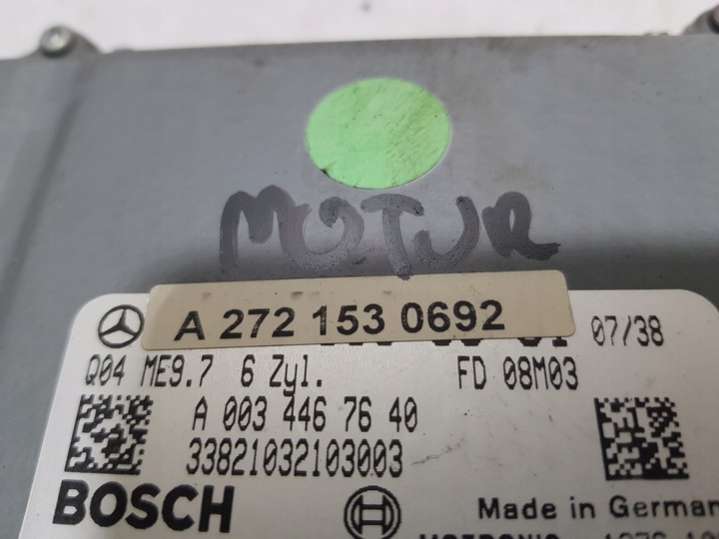 MOTUR
A 272 153 0692
07/38
Q04 ME9.7 6 Zyl. FD 08M03
A 003 446 76 40
33821032103003
BOSCH
Made in German